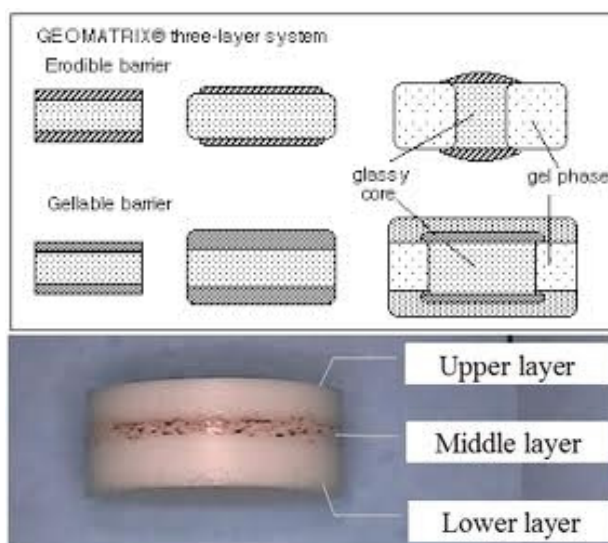 GEOMATRIX® three-layer system
Erodible barrier
glassy
core
gel phase
Gellable barrier
Upper layer
Middle layer
Lower layer